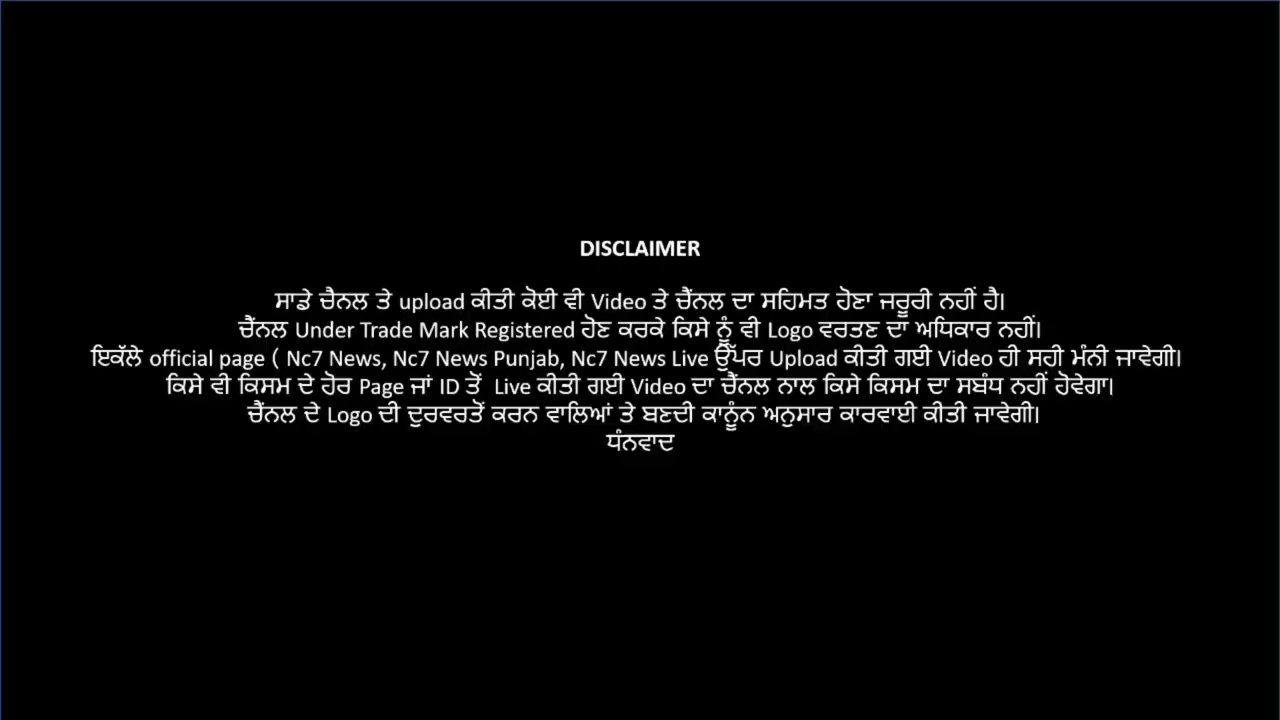 DISCLAIMER
ਸਾਡੇ ਚੈਨਲ ਤੇ upload ਕੀਤੀ ਕੋਈ ਵੀ Video ਤੇ ਚੈਂਨਲ ਦਾ ਸਹਿਮਤ ਹੋਣਾ ਜਰੂਰੀ ਨਹੀਂ ਹੈ।
ਚੈਂਨਲ Under Trade Mark Registered ਹੋਣ ਕਰਕੇ ਕਿਸੇ ਨੂੰ ਵੀ Logo ਵਰਤਣ ਦਾ ਅਧਿਕਾਰ ਨਹੀਂ।
ਇਕੱਲੇ official page ( Nc7 News, Nc7 News Punjab, Nc7 News Live ਉੱਪਰ Upload ਕੀਤੀ ਗਈ Video ਹੀ ਸਹੀ ਮੰਨੀ ਜਾਵੇਗੀ।
ਕਿਸੇ ਵੀ ਕਿਸਮ ਦੇ ਹੋਰ Page ਜਾਂ ID ਤੋਂ Live ਕੀਤੀ ਗਈ Video ਦਾ ਚੈਂਨਲ ਨਾਲ ਕਿਸੇ ਕਿਸਮ ਦਾ ਸਬੰਧ ਨਹੀਂ ਹੋਵੇਗਾ।
ਚੈਂਨਲ ਦੇ Logo ਦੀ ਦੁਰਵਰਤੋਂ ਕਰਨ ਵਾਲਿਆਂ ਤੇ ਬਣਦੀ ਕਾਨੂੰਨ ਅਨੁਸਾਰ ਕਾਰਵਾਈ ਕੀਤੀ ਜਾਵੇਗੀ।
ਧੰਨਵਾਦ